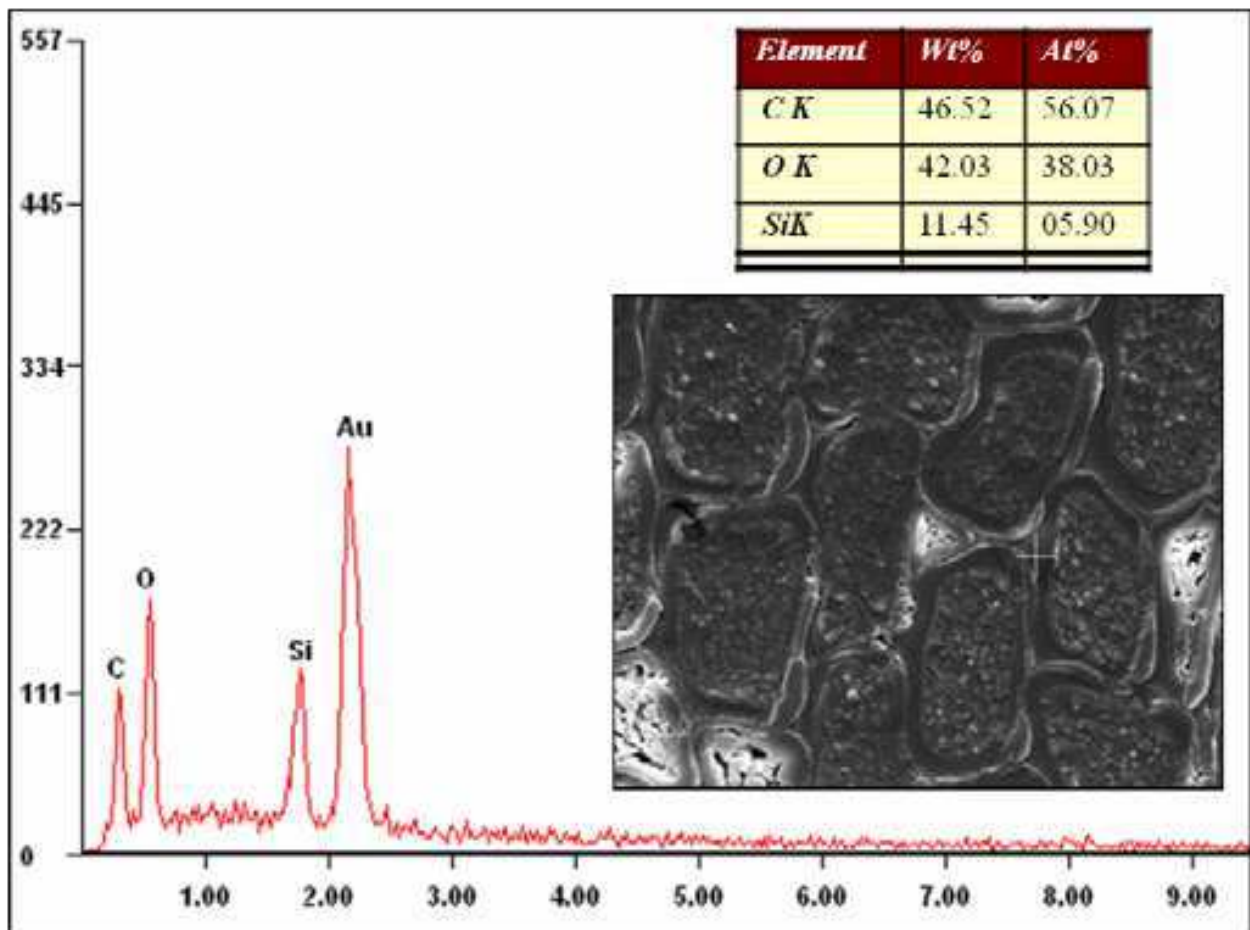 557
445
334
222
111
0
Element Wt% At%
C K 46.52 56.07
O K 42.03 38.03
SiK 11.45 05.90
C
O
Si
Au
1.00 2.00 3.00 4.00 5.00 6.00 7.00 8.00 9.00